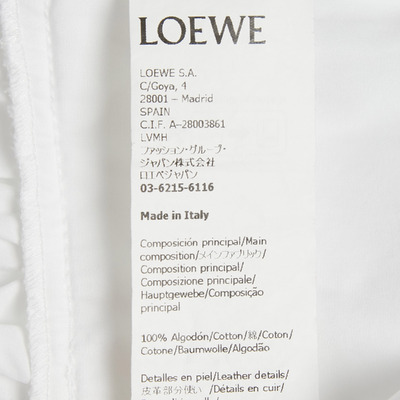 LOEWE
LOEWE S.A.
C/Goya, 4
28001 – Madrid
SPAIN
C.I.F. A–28003861
LVMH
ファッション・グループ・
ジャパン株式会社
ロエベジャパン
03-6215-6116
Made in Italy
Composición principal/Main
composition/メインファブリック/
Composition principal/
Composizione principale/
Hauptgewebe/Composição
principal
100% Algodón/Cotton/綿/Coton/
Cotone/Baumwolle/Algodão
Detalles en piel/Leather details/
皮革部分使い /Détails en cuir/